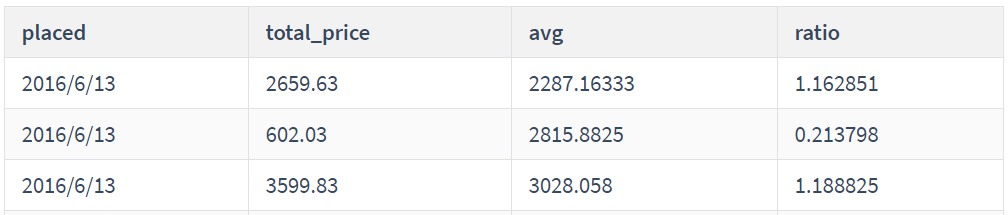 placed total_price avg ratio
2016/6/13 2659.63 2287.16333 1.162851
2016/6/13 602.03 2815.8825 0.213798
2016/6/13 3599.83 3028.058 1.188825